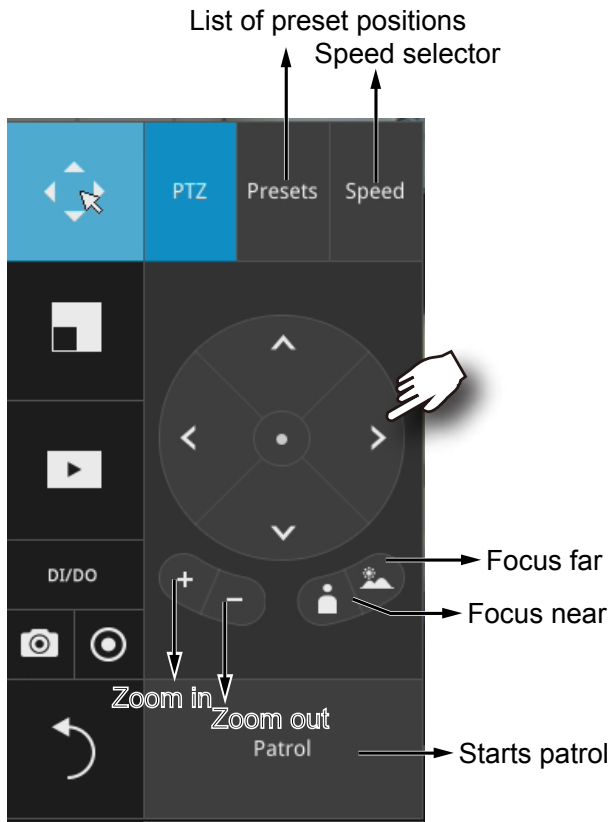 List of preset positions
Speed selector
PTZ
Presets
Speed
DI/DO
Focus far
Focus near
Zoom in
Zoom out
Patrol
Starts patrol